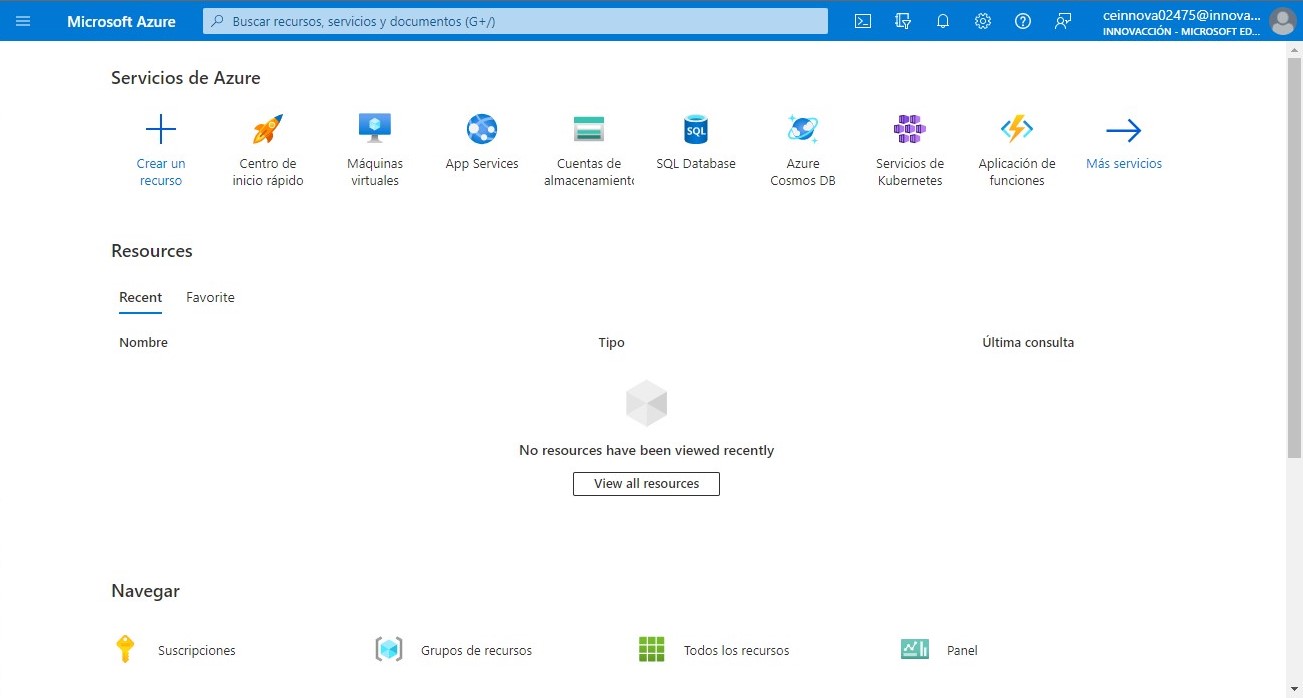 Microsoft Azure
Buscar recursos, servicios y documentos (G+/)
ceinnova02475@innova...
INNOVACCIÓN - MICROSOFT ED...
Servicios de Azure
Crear un
recurso
Centro de
inicio rápido
Máquinas
virtuales
App Services
Cuentas de
almacenamiento
SQL
SQL Database
Azure
Cosmos DB
Servicios de
Kubernetes
Aplicación de
funciones
Más servicios
Resources
Recent
Favorite
Nombre
Tipo
Última consulta
No resources have been viewed recently
View all resources
Navegar
Suscripciones
Grupos de recursos
Todos los recursos
Panel